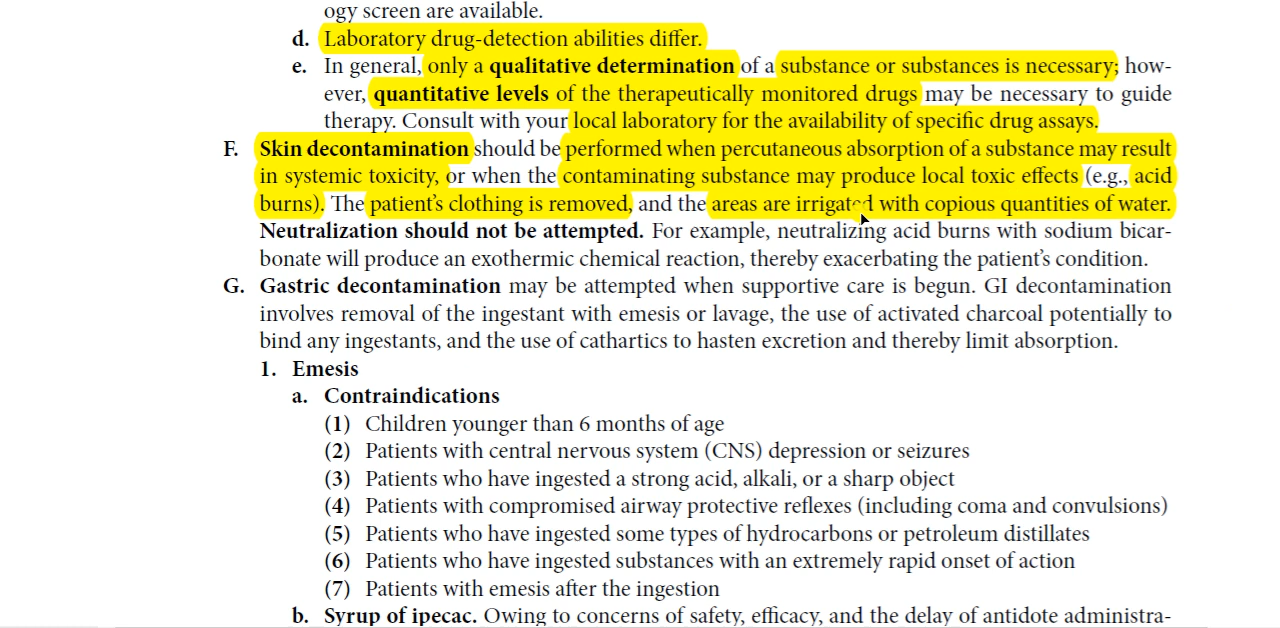 ogy screen are available.
d. Laboratory drug-detection abilities differ.
e. In general, only a qualitative determination of a substance or substances is necessary; how-
ever, quantitative levels of the therapeutically monitored drugs may be necessary to guide
therapy. Consult with your local laboratory for the availability of specific drug assays.
F. Skin decontamination should be performed when percutaneous absorption of a substance may result
in systemic toxicity, or when the contaminating substance may produce local toxic effects (e.g., acid
burns). The patient's clothing is removed, and the areas are irrigated with copious quantities of water.
Neutralization should not be attempted. For example, neutralizing acid burns with sodium bicar-
bonate will produce an exothermic chemical reaction, thereby exacerbating the patient's condition.
G. Gastric decontamination may be attempted when supportive care is begun. GI decontamination
involves removal of the ingestant with emesis or lavage, the use of activated charcoal potentially to
bind any ingestants, and the use of cathartics to hasten excretion and thereby limit absorption.
1. Emesis
a. Contraindications
(1) Children younger than 6 months of age
(2) Patients with central nervous system (CNS) depression or seizures
(3) Patients who have ingested a strong acid, alkali, or a sharp object
(4) Patients with compromised airway protective reflexes (including coma and convulsions)
(5) Patients who have ingested some types of hydrocarbons or petroleum distillates
(6) Patients who have ingested substances with an extremely rapid onset of action
(7) Patients with emesis after the ingestion
b. Syrup of ipecac. Owing to concerns of safety, efficacy, and the delay of antidote administra-